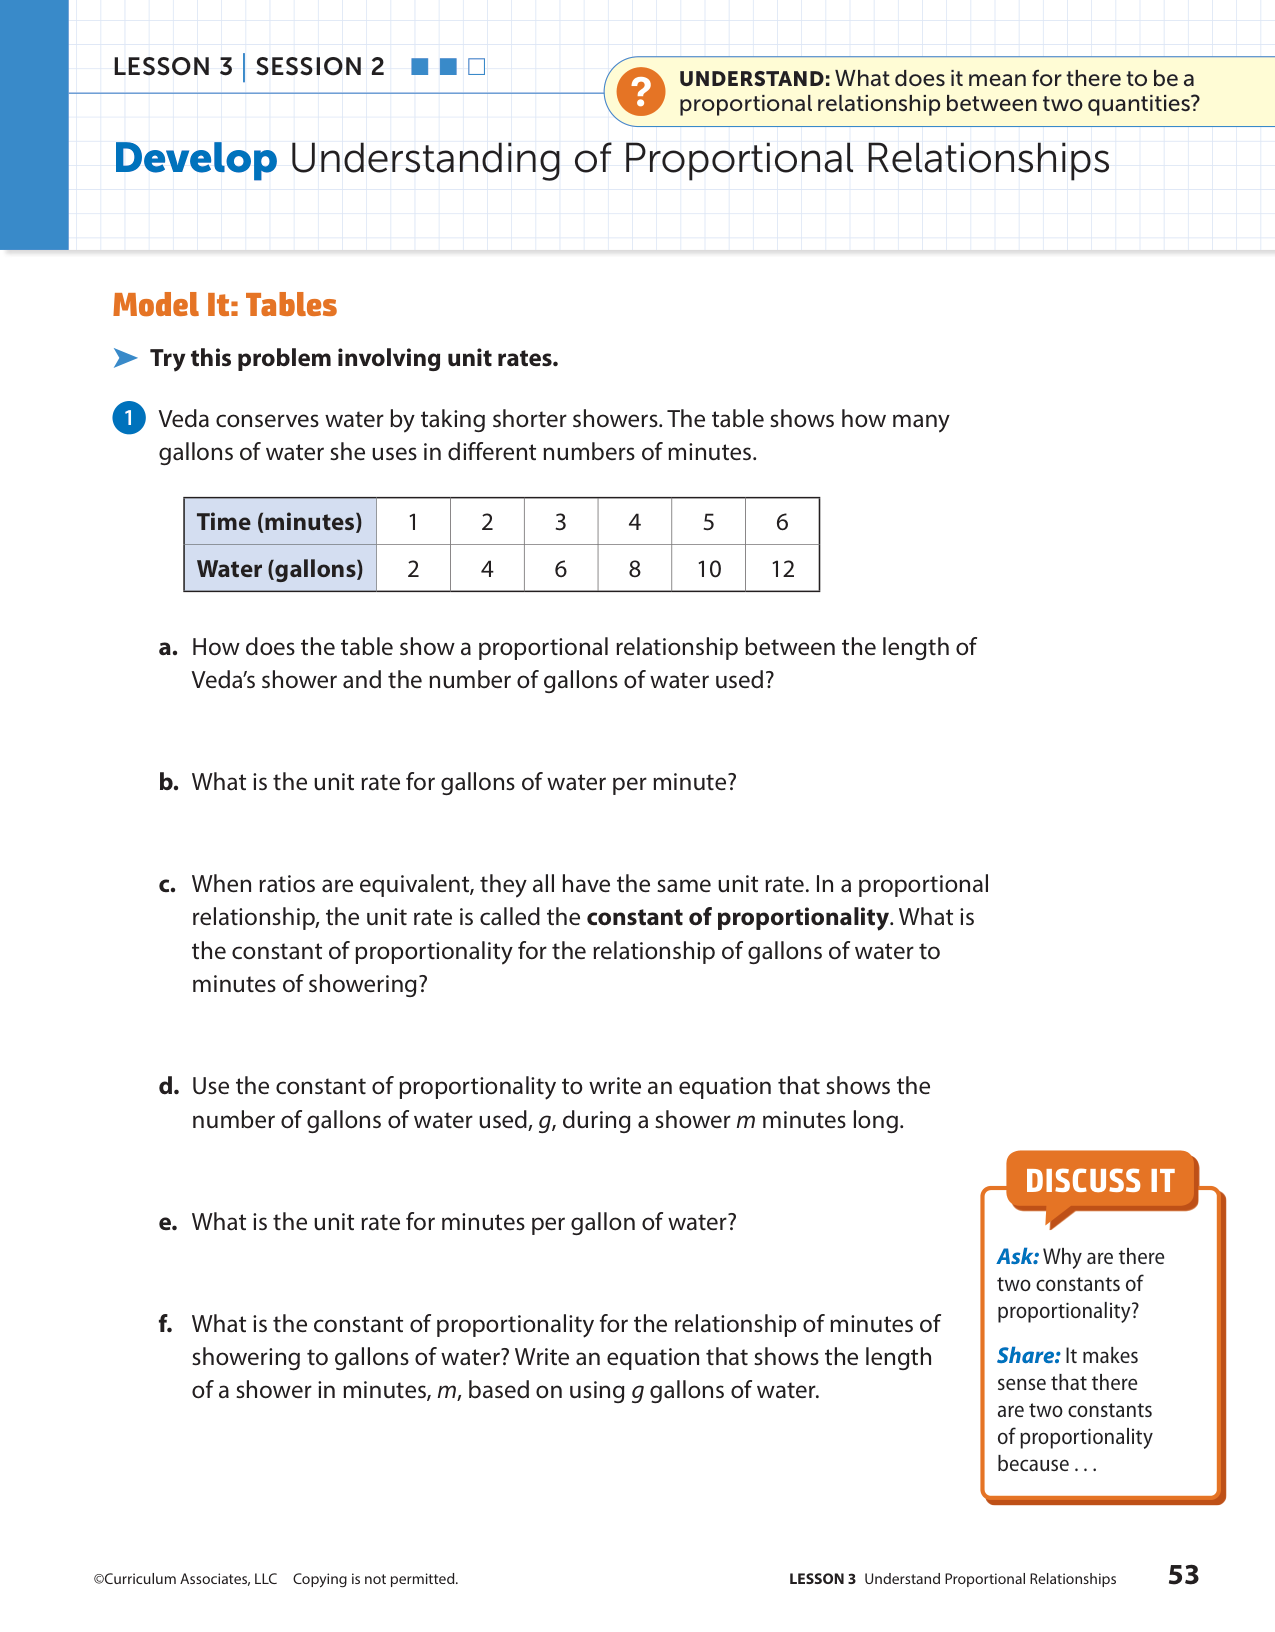 LESSON 3 | SESSION 2
? UNDERSTAND: What does it mean for there to be a
proportional relationship between two quantities?
Develop Understanding of Proportional Relationships
Model It: Tables
Try this problem involving unit rates.
1 Veda conserves water by taking shorter showers. The table shows how many
gallons of water she uses in different numbers of minutes.
Time (minutes) 1 2 3 4 5 6
Water (gallons) 2 4 6 8 10 12
a. How does the table show a proportional relationship between the length of
Veda’s shower and the number of gallons of water used?
b. What is the unit rate for gallons of water per minute?
c. When ratios are equivalent, they all have the same unit rate. In a proportional
relationship, the unit rate is called the constant of proportionality. What is
the constant of proportionality for the relationship of gallons of water to
minutes of showering?
d. Use the constant of proportionality to write an equation that shows the
number of gallons of water used, g, during a shower m minutes long.
e. What is the unit rate for minutes per gallon of water?
f. What is the constant of proportionality for the relationship of minutes of
showering to gallons of water? Write an equation that shows the length
of a shower in minutes, m, based on using g gallons of water.
DISCUSS IT
Ask: Why are there
two constants of
proportionality?
Share: It makes
sense that there
are two constants
of proportionality
because . . .
©Curriculum Associates, LLC Copying is not permitted.
LESSON 3 Understand Proportional Relationships 53